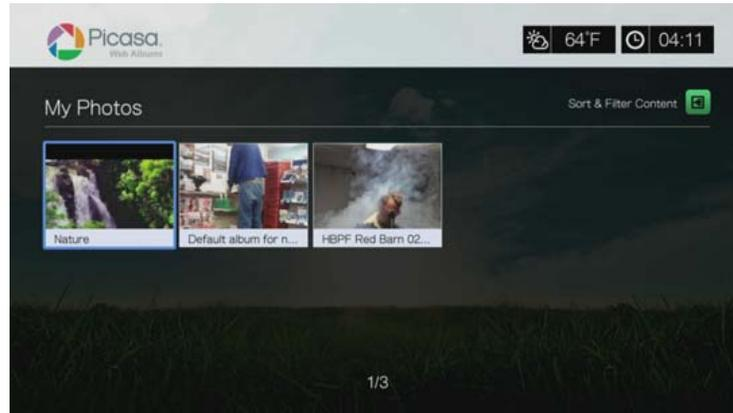 Picasa.
Web Albums
64°F
04:11
My Photos
Sort & Filter Content
Nature
Default album for n...
HBPF Red Barn 02...
1/3